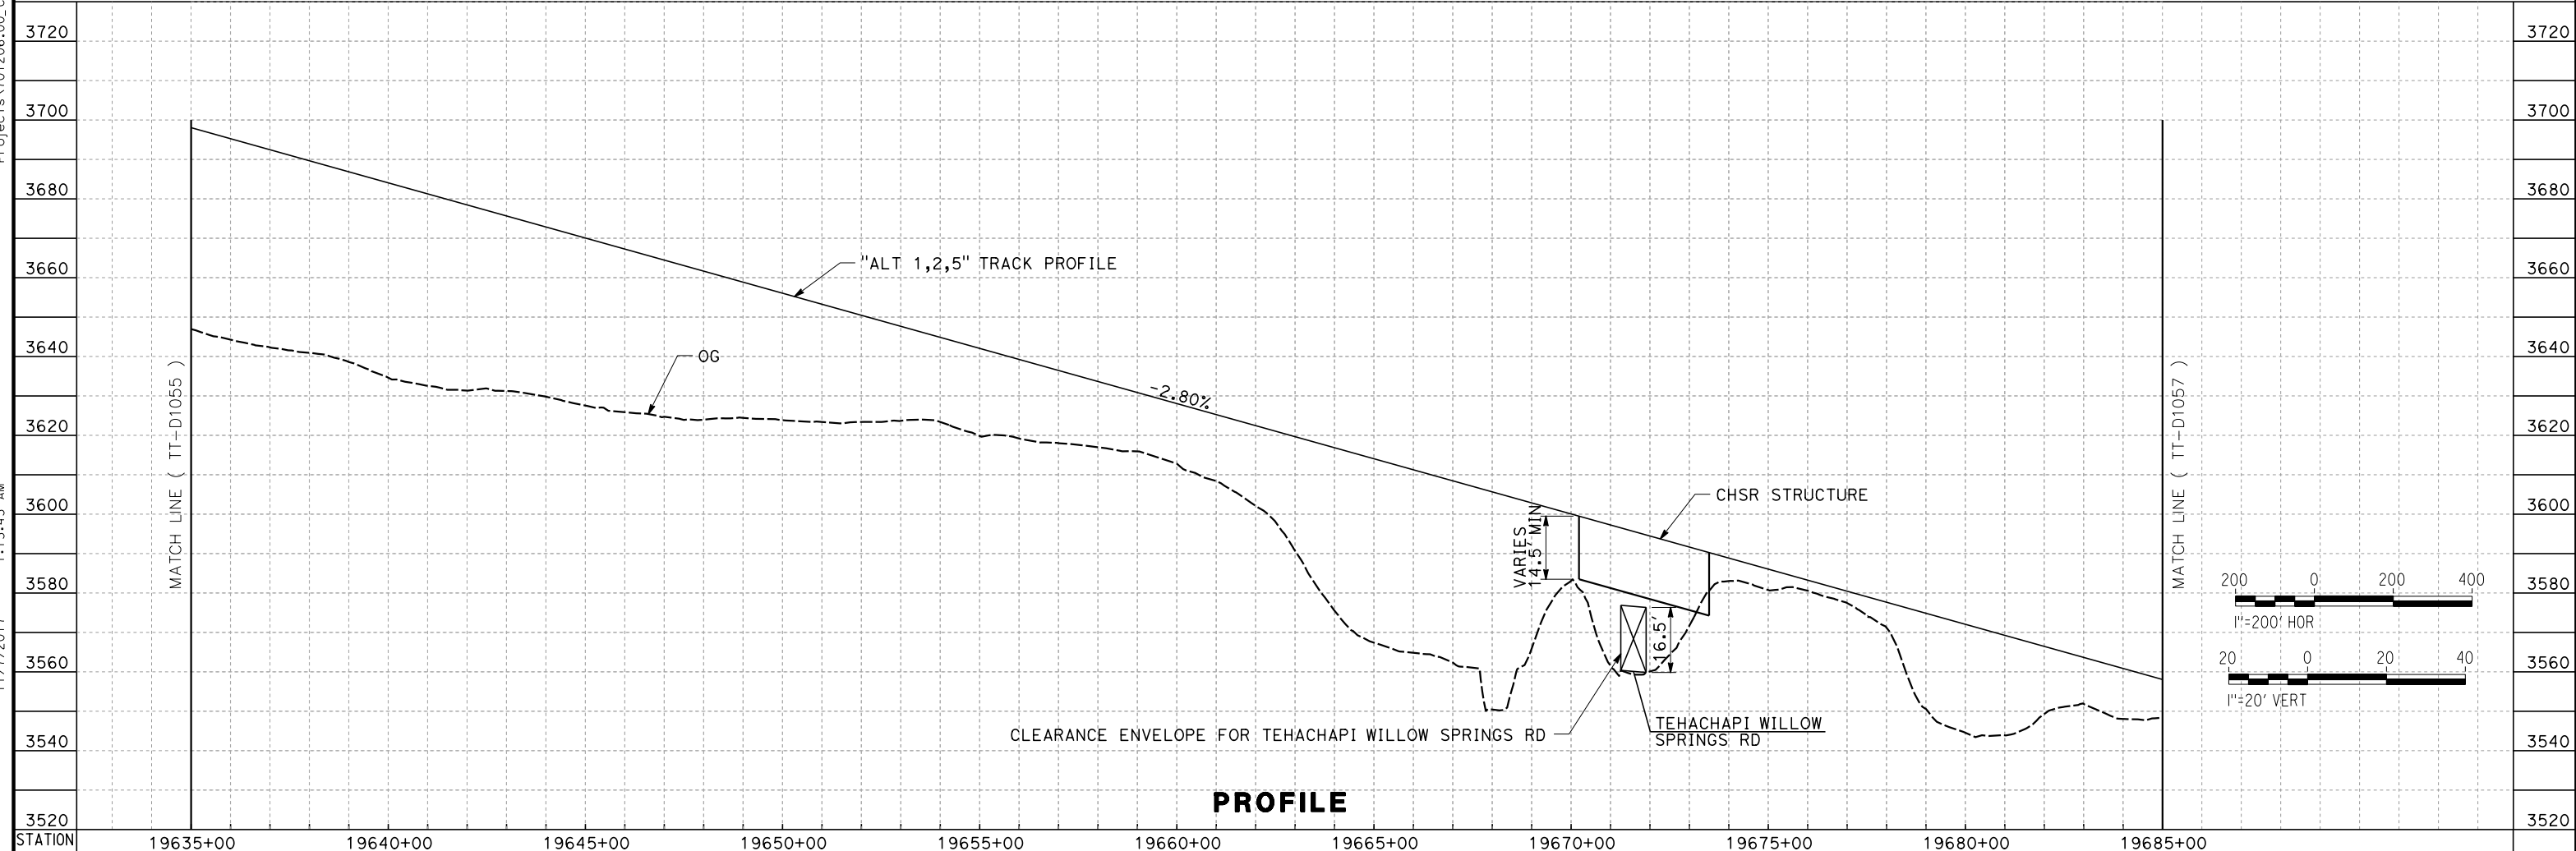 3720 3720
3700 3700
3680 3680
3660 3660
"ALT 1,2,5" TRACK PROFILE
3640 3640
OG
-2.80%
3620 3620
MATCH LINE ( TT-D1055 )
MATCH LINE ( TT-D1057 )
CHSR STRUCTURE
3600 3600
VARIES
14.5' MIN
3580 3580
200 0 200 400
1"=200' HOR
16.5'
3560 3560
20 0 20 40
1"=20' VERT
CLEARANCE ENVELOPE FOR TEHACHAPI WILLOW SPRINGS RD
TEHACHAPI WILLOW
SPRINGS RD
3540 3540
PROFILE
3520 3520
STATION 19635+00 19640+00 19645+00 19650+00 19655+00 19660+00 19665+00 19670+00 19675+00 19680+00 19685+00